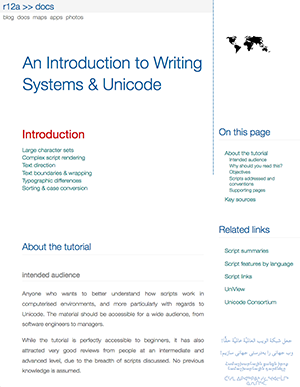 r12a >> docs
blog docs maps apps photos
An Introduction to Writing
Systems & Unicode
Introduction
Large character sets
Complex script rendering
Text direction
Text boundaries & wrapping
Typographic differences
Sorting & case conversion
About the tutorial
Intended audience
Anyone who wants to better understand how scripts work in
computerised environments, and more particularly with regards to
Unicode. The material should be accessible for a wide audience, from
software engineers to managers.
While the tutorial is perfectly accessible to beginners, it has also
attracted very good reviews from people at an intermediate and
advanced level, due to the breadth of scripts discussed. No previous
knowledge is assumed.
On this page
About the tutorial
Intended audience
Why should you read this?
Objectives
Scripts addressed and
conventions
Supporting pages
Key sources
Related links
Script summaries
Script features by language
Script links
UniView
Unicode Consortium